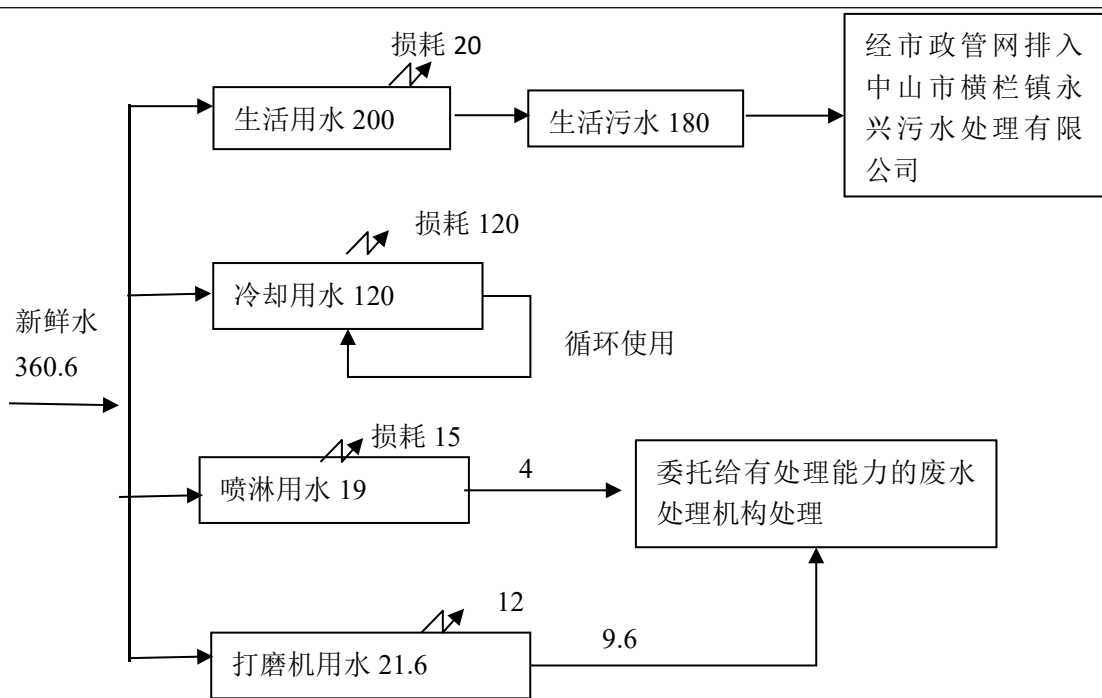 损耗 20
生活用水 200
生活污水 180
经市政管网排入
中山市横栏镇永
兴污水处理有限
公司
损耗 120
冷却用水 120
循环使用
新鲜水
360.6
损耗 15
喷淋用水 19
4
委托给有处理能力的废水
处理机构处理
12
打磨机用水 21.6
9.6